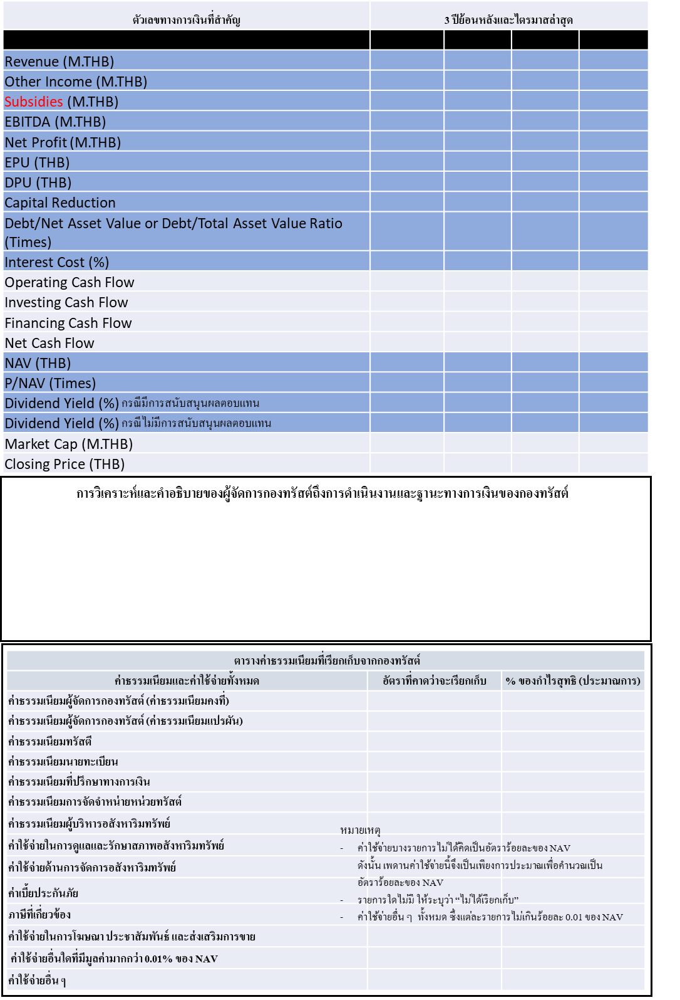 ตัวเลขทางการเงินที่สำคัญ
3 ปีย้อนหลังและไตรมาสล่าสุด
Revenue (M.THB)
Other Income (M.THB)
Subsidies (M.THB)
EBITDA (M.THB)
Net Profit (M.THB)
EPU (THB)
DPU (THB)
Capital Reduction
Debt/Net Asset Value or Debt/Total Asset Value Ratio
(Times)
Interest Cost (%)
Operating Cash Flow
Investing Cash Flow
Financing Cash Flow
Net Cash Flow
NAV (THB)
P/NAV (Times)
Dividend Yield (%) กรณีมีการสนับสนุนผลตอบแทน
Dividend Yield (%) กรณีไม่มีการสนับสนุนผลตอบแทน
Market Cap (M.THB)
Closing Price (THB)
การวิเคราะห์และคำอธิบายของผู้จัดการกองทรัสต์ถึงการดำเนินงานและฐานะทางการเงินของกองทรัสต์
ตารางค่าธรรมเนียมที่เรียกเก็บจากกองทรัสต์
ค่าธรรมเนียมและค่าใช้จ่ายทั้งหมด
อัตราที่คาดว่าจะเรียกเก็บ
% ของกำไรสุทธิ (ประมาณการ)
ค่าธรรมเนียมผู้จัดการกองทรัสต์ (ค่าธรรมเนียมคงที่)
ค่าธรรมเนียมผู้จัดการกองทรัสต์ (ค่าธรรมเนียมแปรผัน)
ค่าธรรมเนียมทรัสตี
ค่าธรรมเนียมนายทะเบียน
ค่าธรรมเนียมที่ปรึกษาทางการเงิน
ค่าธรรมเนียมการจัดจำหน่ายหน่วยทรัสต์
ค่าธรรมเนียมผู้บริหารอสังหาริมทรัพย์
ค่าใช้จ่ายในการดูแลและรักษาสภาพอสังหาริมทรัพย์
ค่าใช้จ่ายด้านการจัดการอสังหาริมทรัพย์
ค่าเบี้ยประกันภัย
ภาษีที่เกี่ยวข้อง
ค่าใช้จ่ายในการโฆษณา ประชาสัมพันธ์ และส่งเสริมการขาย
ค่าใช้จ่ายอื่นใดที่มีมูลค่ามากกว่า 0.01% ของ NAV
ค่าใช้จ่ายอื่น ๆ
หมายเหตุ
- ค่าใช้จ่ายบางรายการไม่ได้คิดเป็นอัตราร้อยละของ NAV
ดังนั้น เพดานค่าใช้จ่ายนี้จึงเป็นเพียงการประมาณเพื่อคำนวณเป็น
อัตราร้อยละของ NAV
- รายการใดไม่มี ให้ระบุว่า “ไม่ได้เรียกเก็บ”
- ค่าใช้จ่ายอื่น ๆ ทั้งหมด ซึ่งแต่ละรายการไม่เกินร้อยละ 0.01 ของ NAV